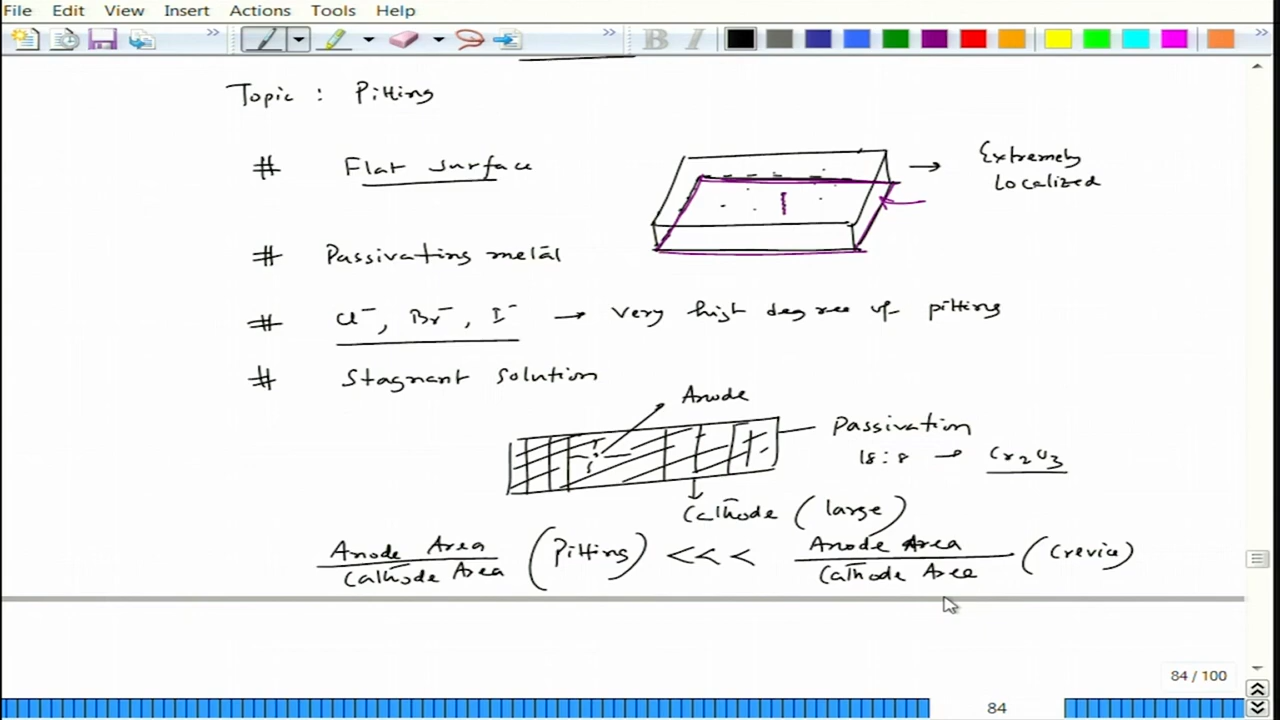 File Edit View Insert Actions Tools Help
Topic : Pitting
# Flat surface
Extremely
Localized
# Passivating metal
# Cl⁻, Br⁻, I⁻ → very high degree of pitting
# Stagnant solution
Anode
Passivation
18:8 → Cr₂O₃
Cathode (large)
Anode Area / Cathode Area (Pitting) <<< Anode Area / Cathode Area (crevice)
84 / 100
84